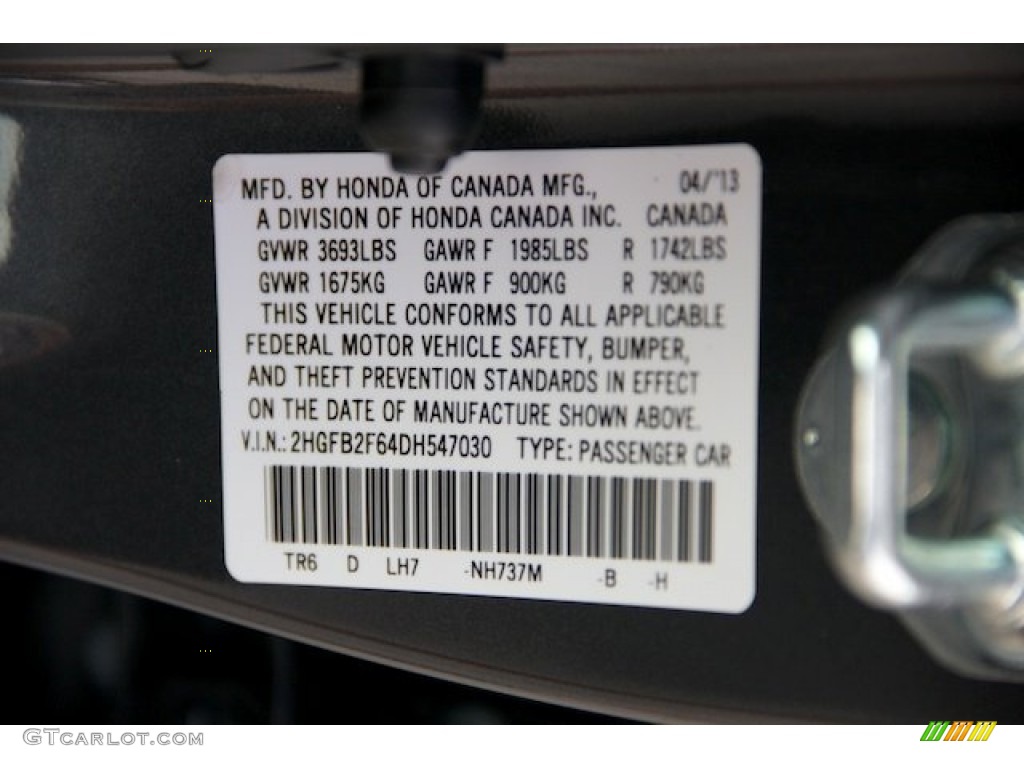 MFD. BY HONDA OF CANADA MFG., 04/'13
A DIVISION OF HONDA CANADA INC. CANADA
GVWR 3693LBS GAWR F 1985LBS R 1742LBS
GVWR 1675KG GAWR F 900KG R 790KG
THIS VEHICLE CONFORMS TO ALL APPLICABLE
FEDERAL MOTOR VEHICLE SAFETY, BUMPER,
AND THEFT PREVENTION STANDARDS IN EFFECT
ON THE DATE OF MANUFACTURE SHOWN ABOVE.
V.I.N.: 2HGFB2F64DH547030 TYPE: PASSENGER CAR
TR6 D LH7 -NH737M -B -H
GTCARLOT.COM